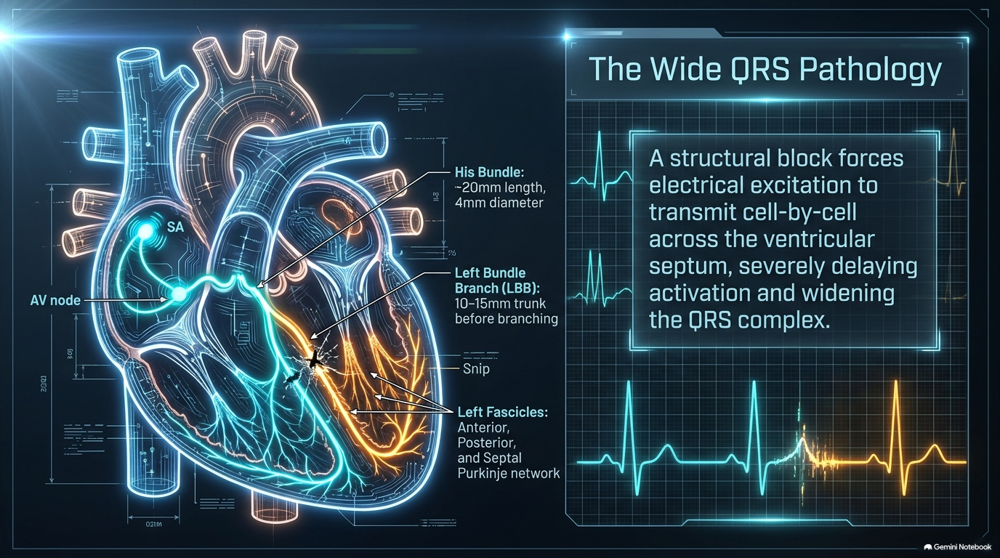 The Wide QRS Pathology
A structural block forces
electrical excitation to
transmit cell-by-cell
across the ventricular
septum, severely delaying
activation and widening
the QRS complex.
His Bundle:
~20mm length,
4mm diameter
SA
Left Bundle
Branch (LBB):
10–15mm trunk
before branching
AV node
Snip
Left Fascicles:
Anterior,
Posterior,
and Septal
Purkinje network
Gemini Notebook